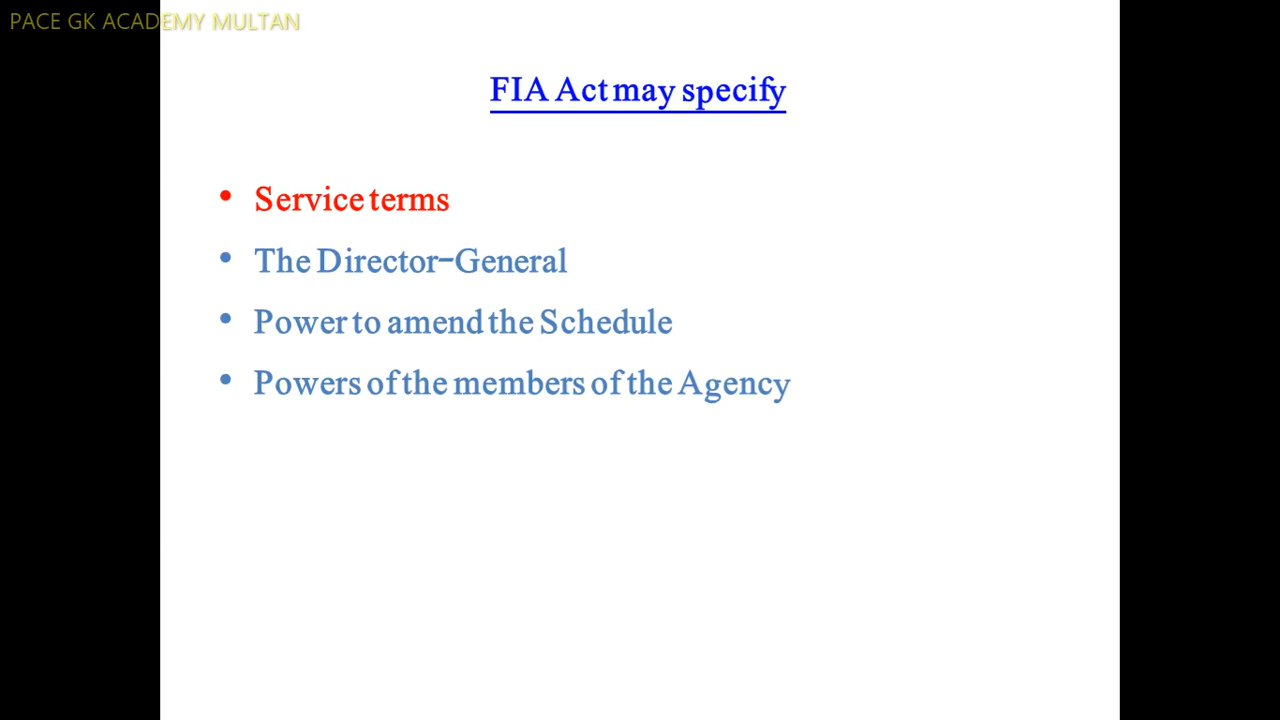 PACE GK ACADEMY MULTAN
FIA Act may specify
• Service terms
• The Director-General
• Power to amend the Schedule
• Powers of the members of the Agency